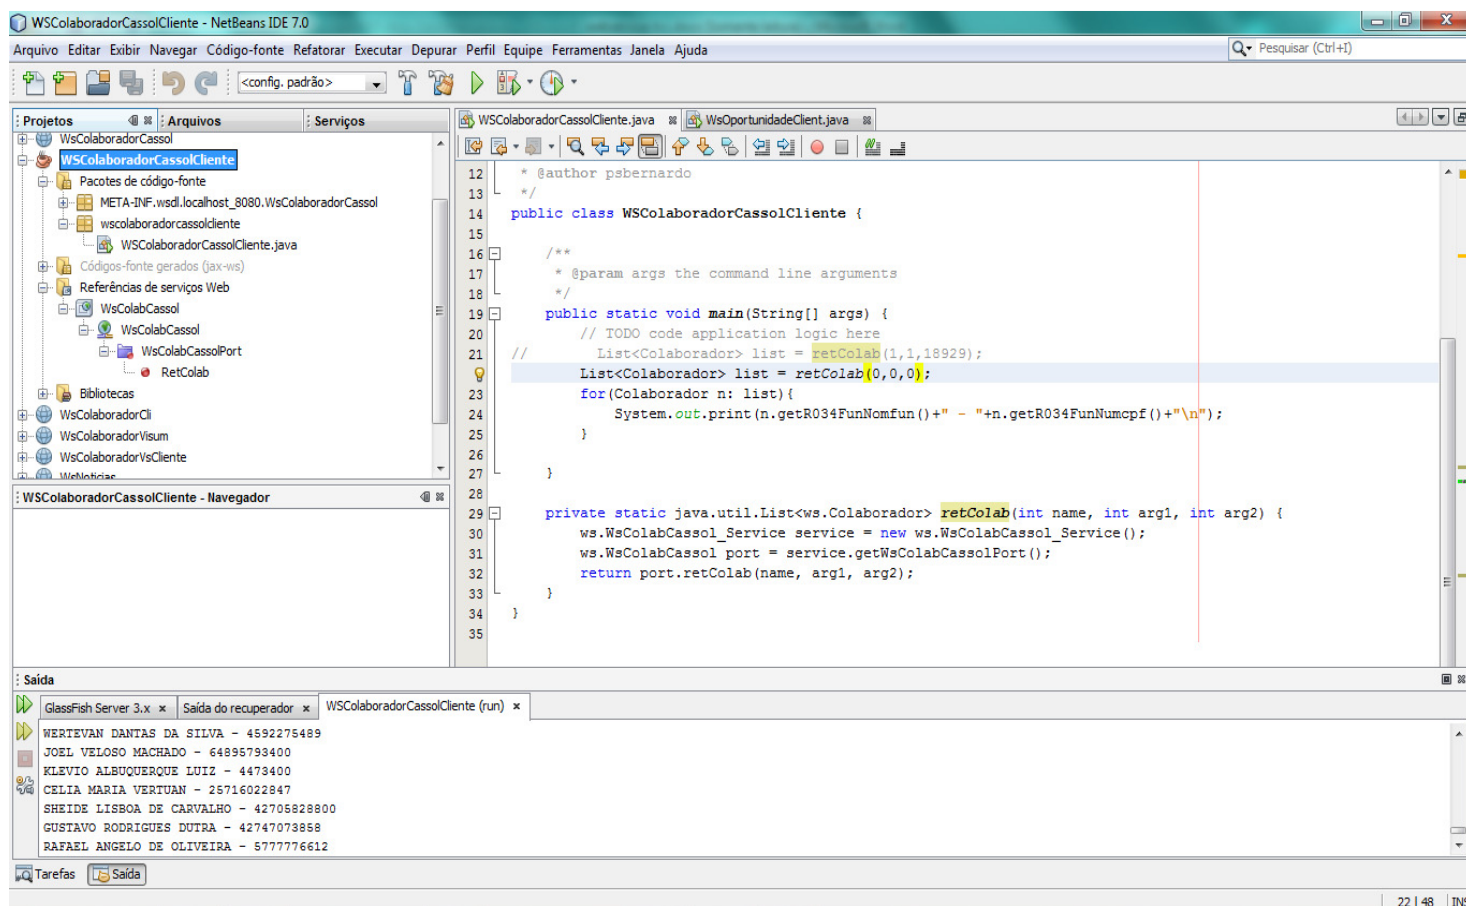 WSColaboradorCassolCliente - NetBeans IDE 7.0
Arquivo Editar Exibir Navegar Código-fonte Refatorar Executar Depurar Perfil Equipe Ferramentas Janela Ajuda
Pesquisar (Ctrl+I)
<config. padrão>
Projetos Arquivos Serviços
WsColaboradorCassol
WSColaboradorCassolCliente
Pacotes de código-fonte
META-INF.wsdl.localhost_8080.WsColaboradorCassol
wscolaboradorcassolcliente
WSColaboradorCassolCliente.java
Códigos-fonte gerados (jax-ws)
Referências de serviços Web
WsColabCassol
WsColabCassol
WsColabCassolPort
RetColab
Bibliotecas
WsColaboradorCli
WsColaboradorVisum
WsColaboradorVsCliente
WsNoticias
WSColaboradorCassolCliente - Navegador
WSColaboradorCassolCliente.java WsOportunidadeClient.java
12 * @author psbernardo
13 */
14 public class WSColaboradorCassolCliente {
15
16 /**
17 * @param args the command line arguments
18 */
19 public static void main(String[] args) {
20 // TODO code application logic here
21 // List<Colaborador> list = retColab(1,1,18929);
List<Colaborador> list = retColab(0,0,0);
23 for(Colaborador n: list){
24 System.out.print(n.getR034FunNomfun()+" - "+n.getR034FunNumcpf()+"\n");
25 }
26
27 }
28
29 private static java.util.List<ws.Colaborador> retColab(int name, int arg1, int arg2) {
30 ws.WsColabCassol_Service service = new ws.WsColabCassol_Service();
31 ws.WsColabCassol port = service.getWsColabCassolPort();
32 return port.retColab(name, arg1, arg2);
33 }
34 }
35
Saída
GlassFish Server 3.x Saída do recuperador WSColaboradorCassolCliente (run)
WERTEVAN DANTAS DA SILVA - 4592275489
JOEL VELOSO MACHADO - 64895793400
KLEVIO ALBUQUERQUE LUIZ - 4473400
CELIA MARIA VERTUAN - 25716022847
SHEIDE LISBOA DE CARVALHO - 42705828800
GUSTAVO RODRIGUES DUTRA - 42747073858
RAFAEL ANGELO DE OLIVEIRA - 5777776612
Tarefas Saída
22 | 48 INS